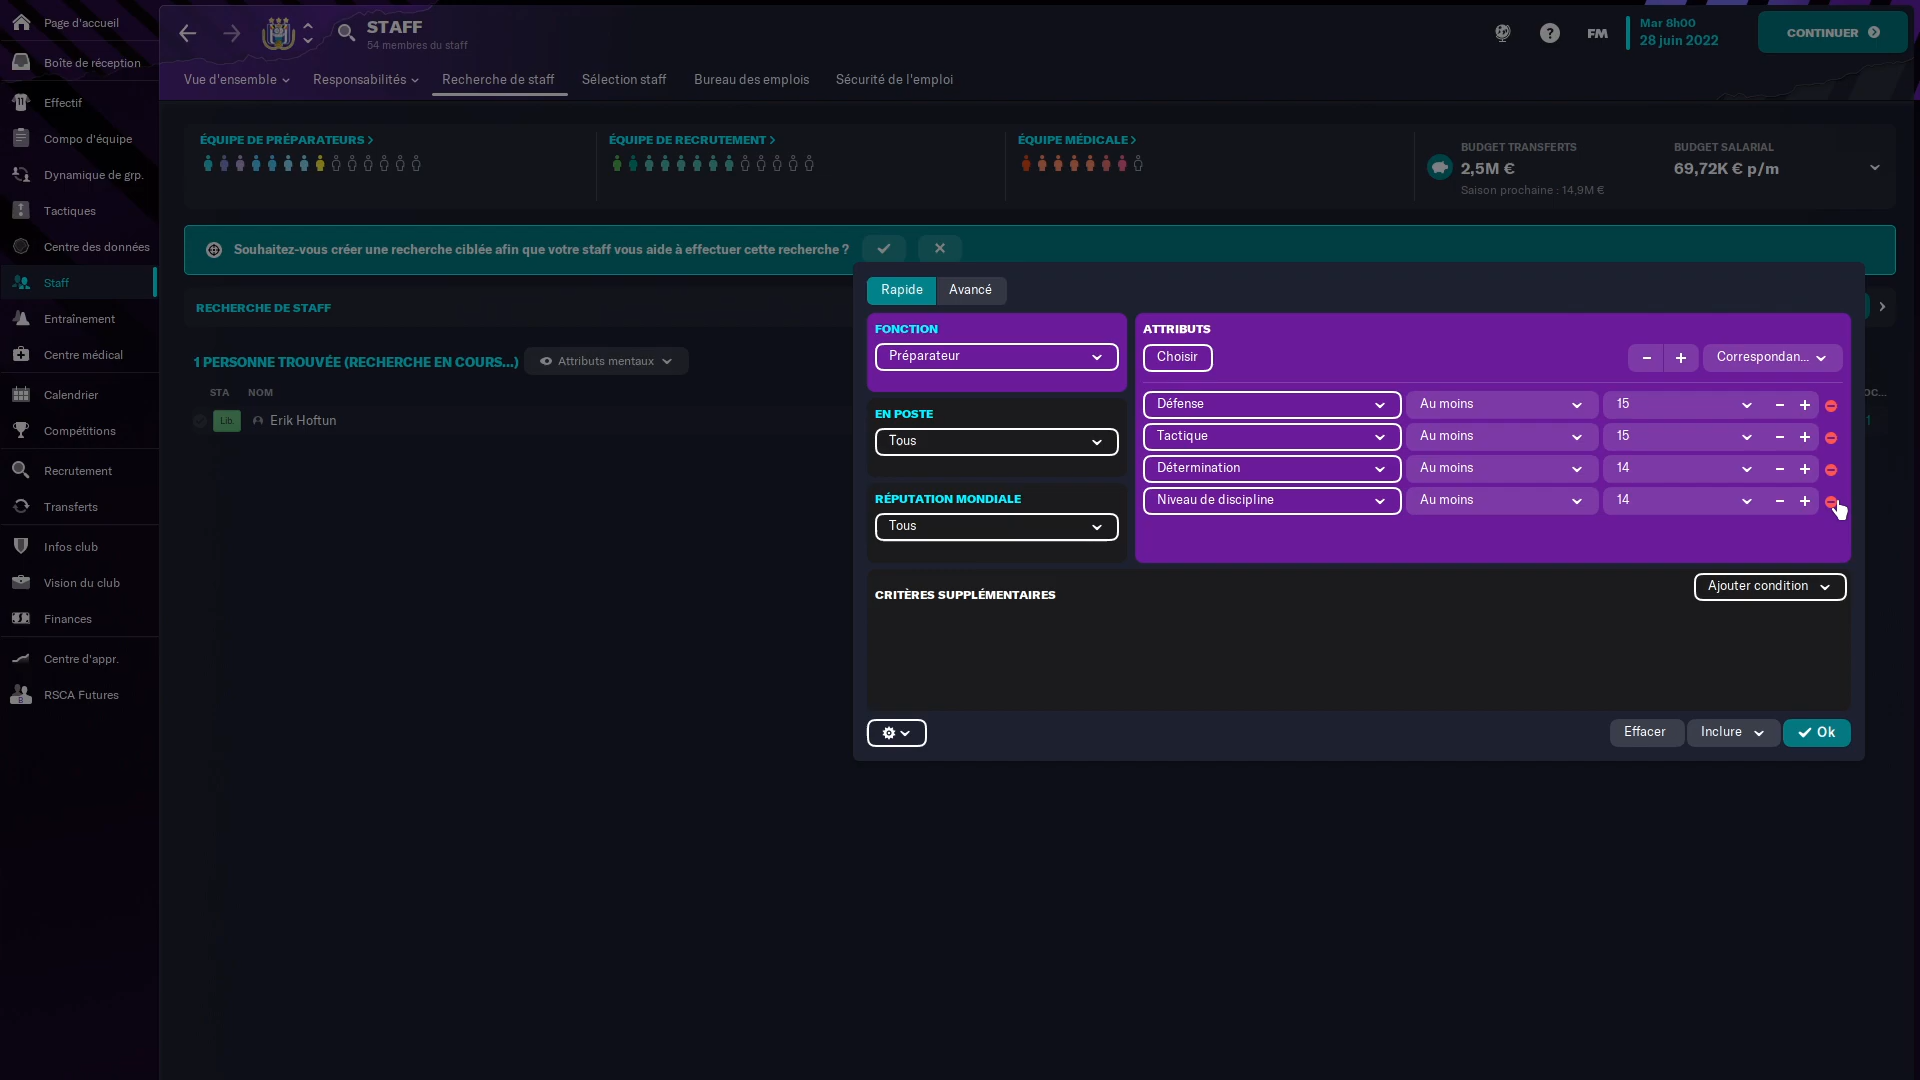 Page d'accueil
Boîte de réception
Effectif
Compo d'équipe
Dynamique de grp.
Tactiques
Centre des données
Staff
Entraînement
Centre médical
Calendrier
Compétitions
Recrutement
Transferts
Infos club
Vision du club
Finances
Centre d'appr.
RSCA Futures
STAFF
54 membres du staff
FM
Mar 8h00
28 juin 2022
CONTINUER
Vue d'ensemble
Responsabilités
Recherche de staff
Sélection staff
Bureau des emplois
Sécurité de l'emploi
ÉQUIPE DE PRÉPARATEURS >
ÉQUIPE DE RECRUTEMENT >
ÉQUIPE MÉDICALE >
BUDGET TRANSFERTS
2,5M €
Saison prochaine : 14,9M €
BUDGET SALARIAL
69,72K € p/m
Souhaitez-vous créer une recherche ciblée afin que votre staff vous aide à effectuer cette recherche ?
RECHERCHE DE STAFF
1 PERSONNE TROUVÉE (RECHERCHE EN COURS...)
Attributs mentaux
STA
NOM
Lib.
Erik Hoftun
Rapide
Avancé
FONCTION
Préparateur
EN POSTE
Tous
RÉPUTATION MONDIALE
Tous
ATTRIBUTS
Choisir
Correspondan...
Défense
Au moins
15
Tactique
Au moins
15
Détermination
Au moins
14
Niveau de discipline
Au moins
14
CRITÈRES SUPPLÉMENTAIRES
Ajouter condition
Effacer
Inclure
Ok